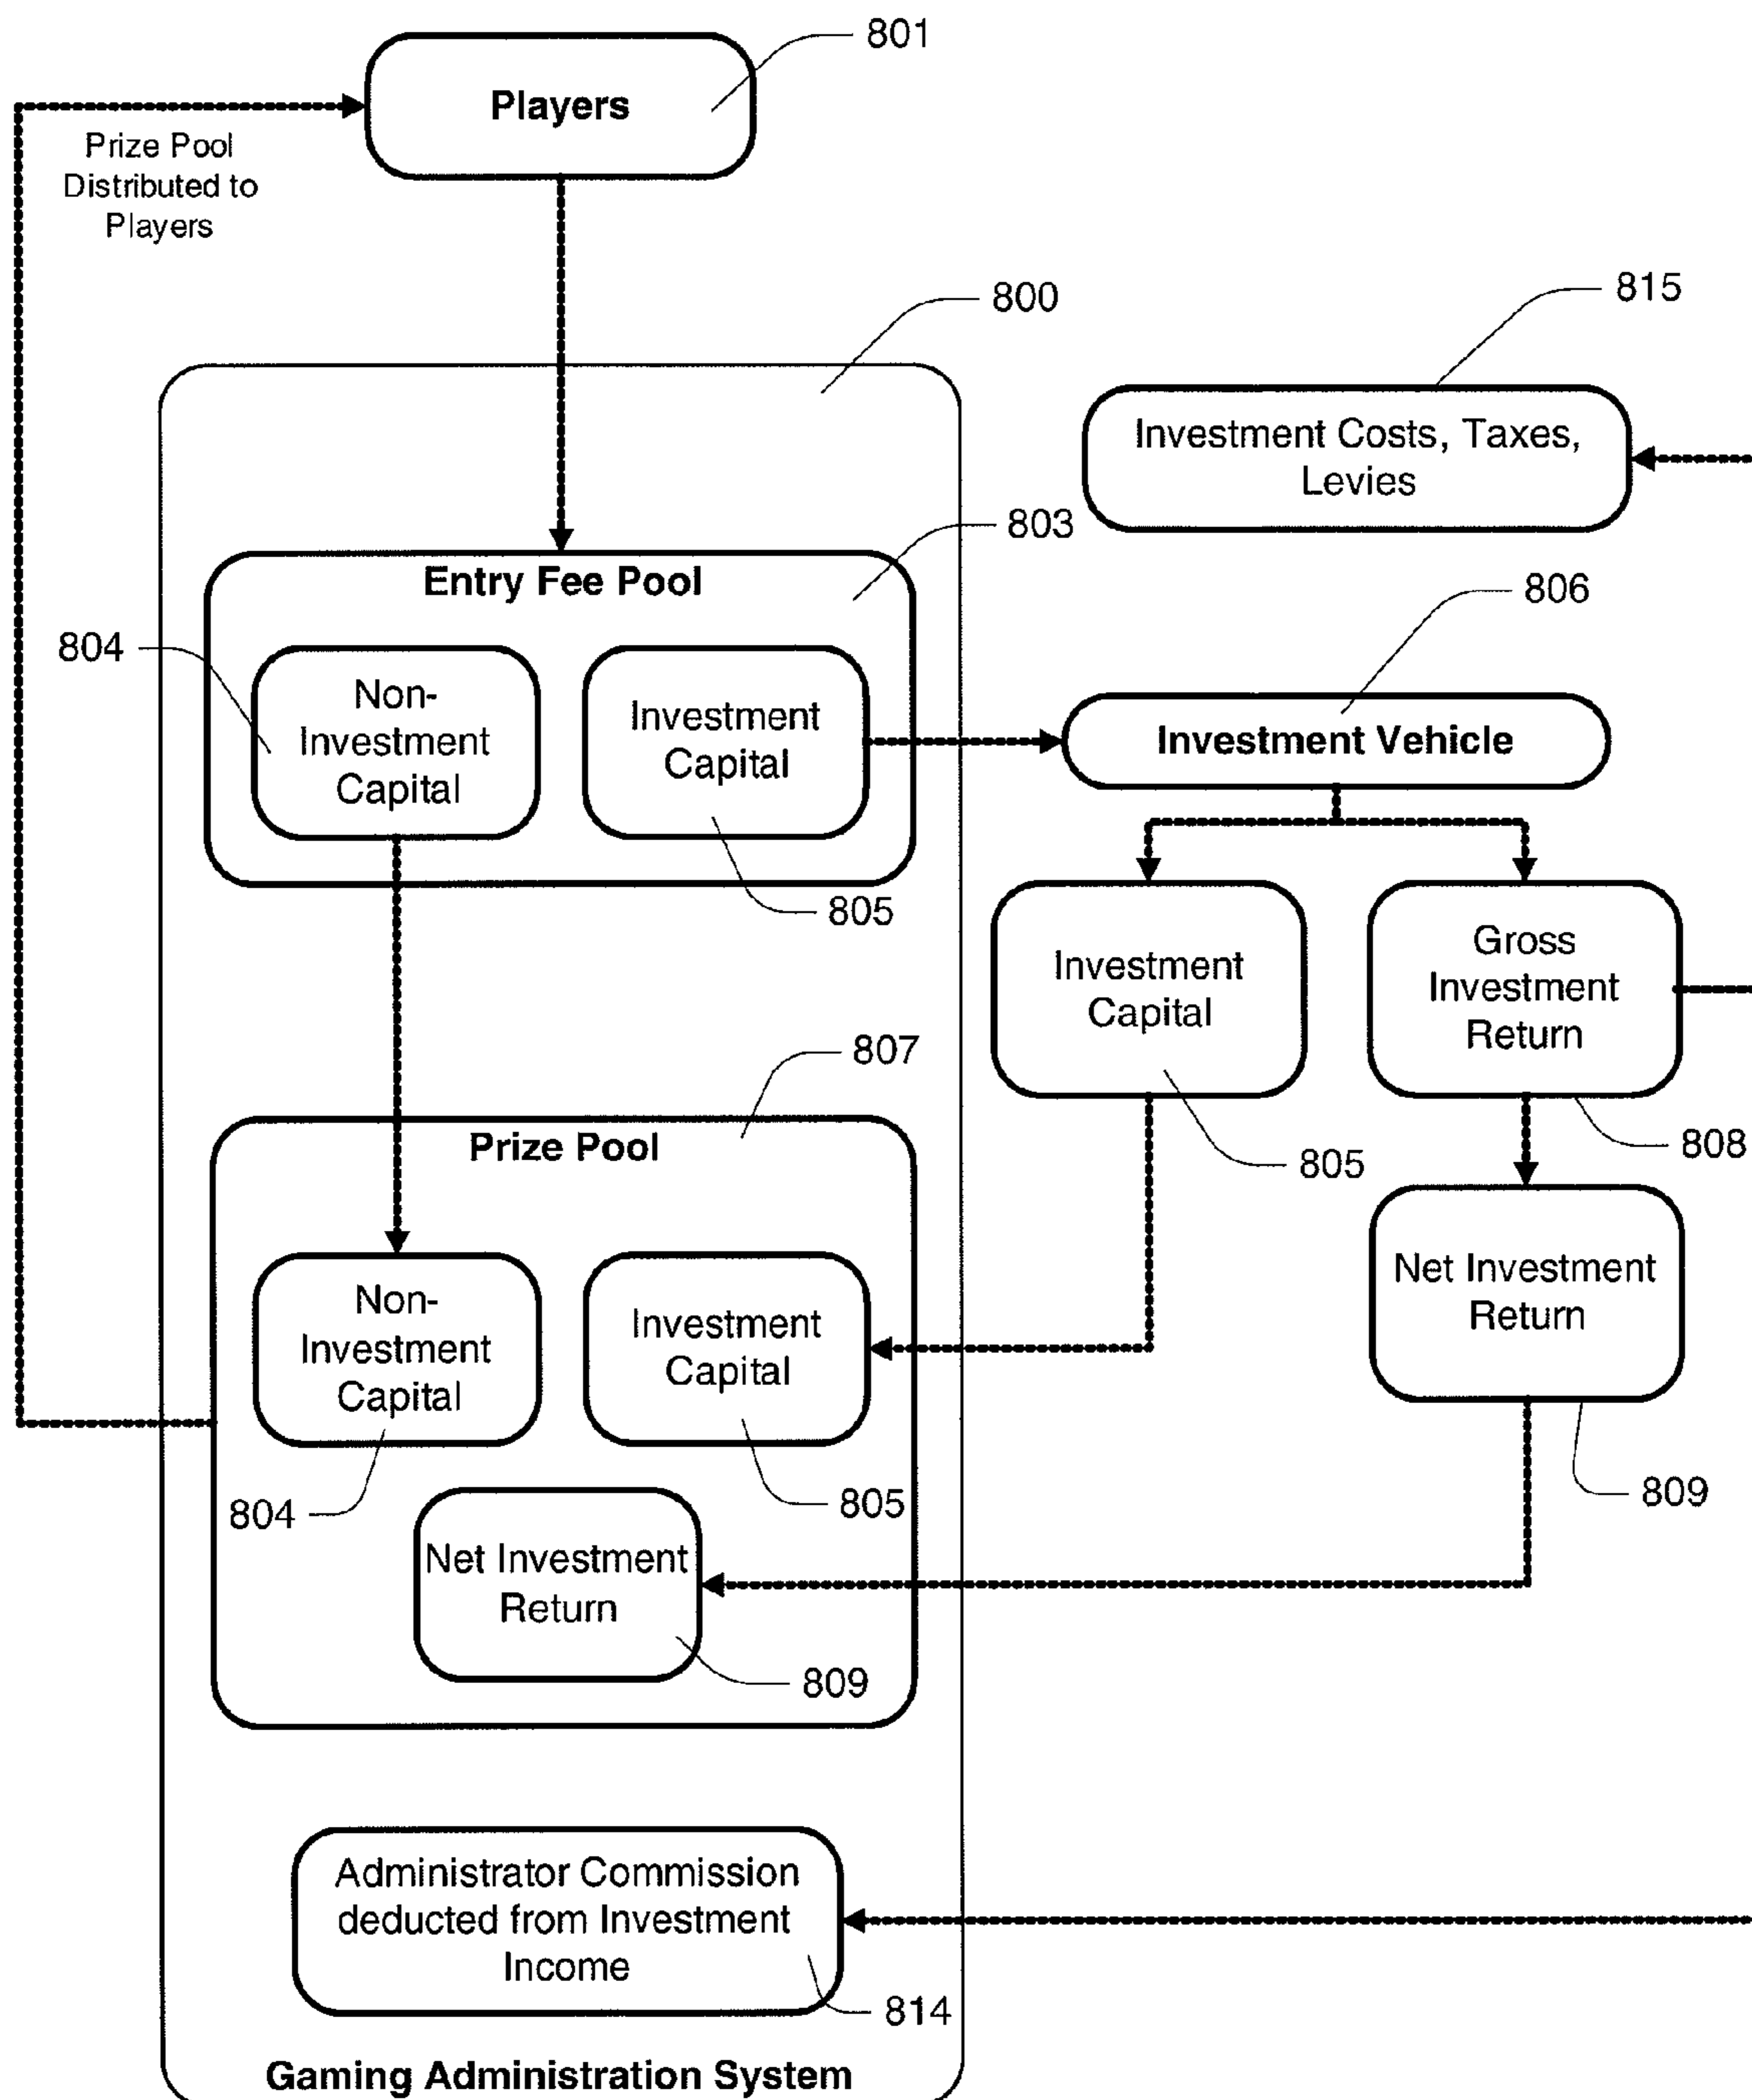 801
Players
Prize Pool
Distributed to
Players
800
815
Investment Costs, Taxes,
Levies
803
Entry Fee Pool
806
804
Non-
Investment
Capital
Investment
Capital
Investment Vehicle
805
Investment
Capital
Gross
Investment
Return
807
808
805
Prize Pool
Non-
Investment
Capital
Investment
Capital
Net Investment
Return
804
805
809
Net Investment
Return
809
Administrator Commission
deducted from Investment
Income
814
Gaming Administration System